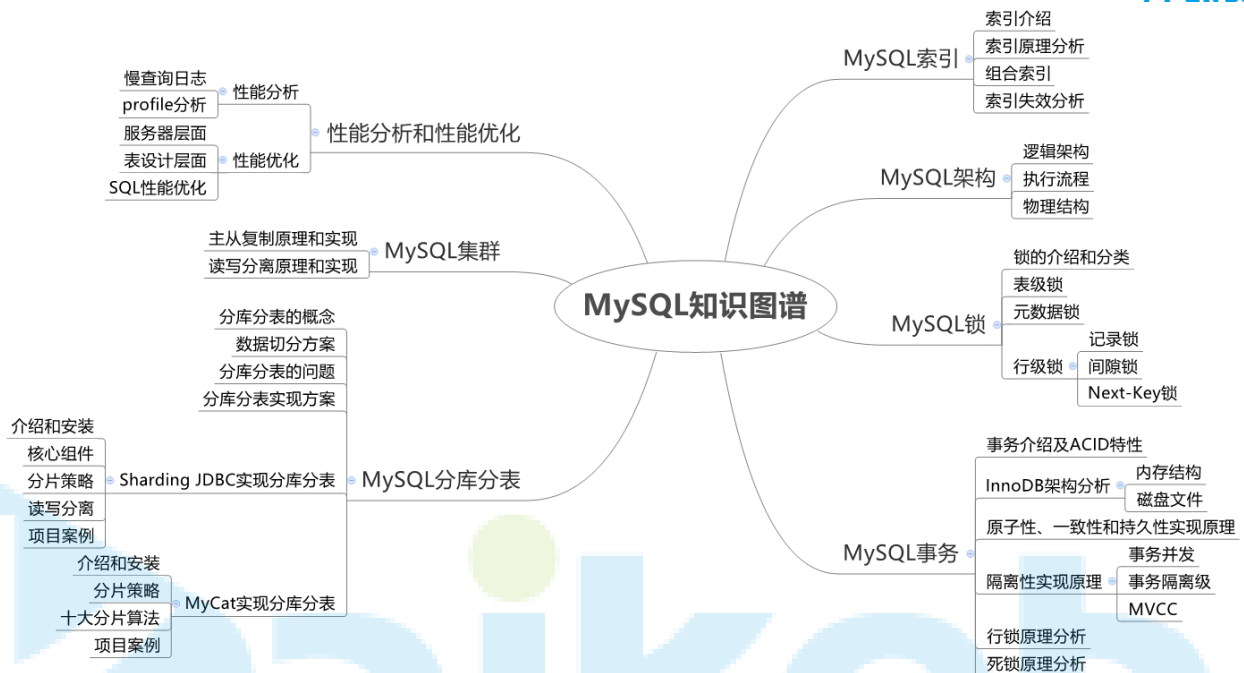 MySQL知识图谱
MySQL索引
索引介绍
索引原理分析
组合索引
索引失效分析
MySQL架构
逻辑架构
执行流程
物理结构
MySQL锁
锁的介绍和分类
表级锁
元数据锁
行级锁
记录锁
间隙锁
Next-Key锁
MySQL事务
事务介绍及ACID特性
InnoDB架构分析
内存结构
磁盘文件
原子性、一致性和持久性实现原理
隔离性实现原理
事务并发
事务隔离级
MVCC
行锁原理分析
死锁原理分析
性能分析和性能优化
性能分析
慢查询日志
profile分析
性能优化
服务器层面
表设计层面
SQL性能优化
MySQL集群
主从复制原理和实现
读写分离原理和实现
MySQL分库分表
分库分表的概念
数据切分方案
分库分表的问题
分库分表实现方案
Sharding JDBC实现分库分表
介绍和安装
核心组件
分片策略
读写分离
项目案例
MyCat实现分库分表
介绍和安装
分片策略
十大分片算法
项目案例